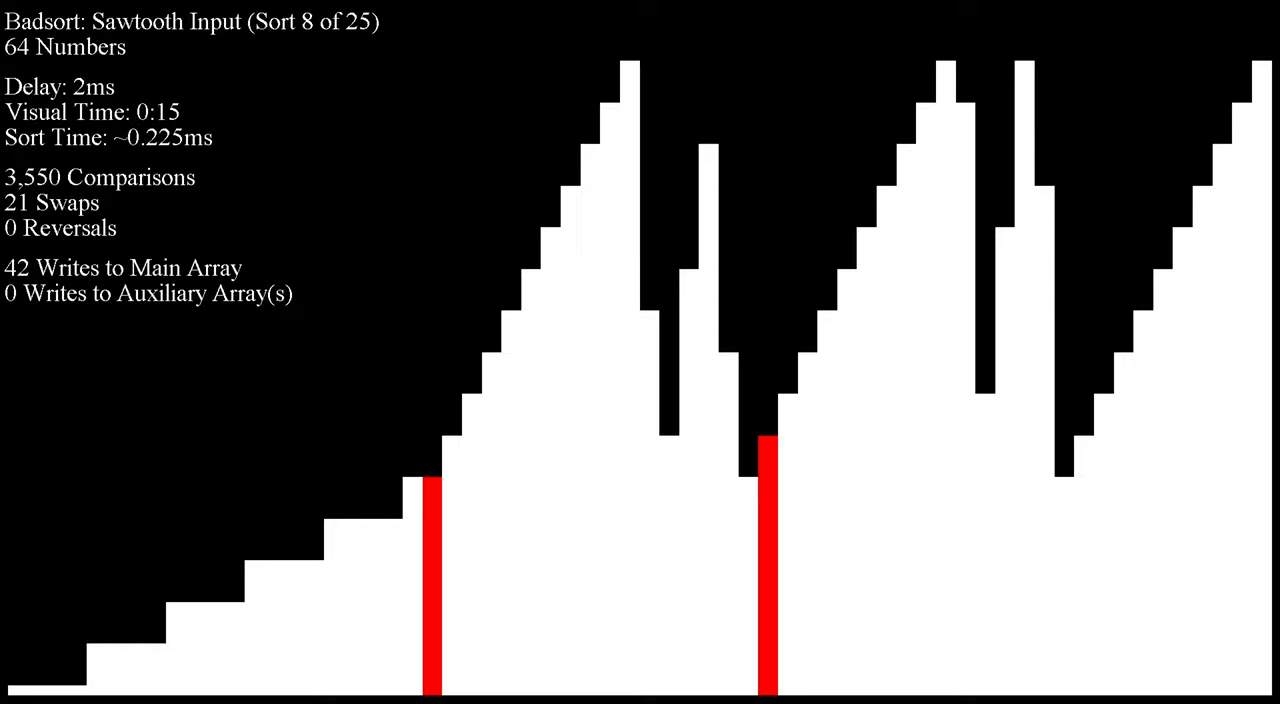 Badsort: Sawtooth Input (Sort 8 of 25)
64 Numbers
Delay: 2ms
Visual Time: 0:15
Sort Time: ~0.225ms
3,550 Comparisons
21 Swaps
0 Reversals
42 Writes to Main Array
0 Writes to Auxiliary Array(s)